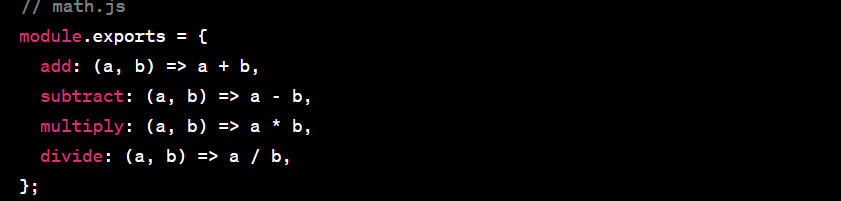 // math.js
module.exports = {
  add: (a, b) => a + b,
  subtract: (a, b) => a - b,
  multiply: (a, b) => a * b,
  divide: (a, b) => a / b,
};